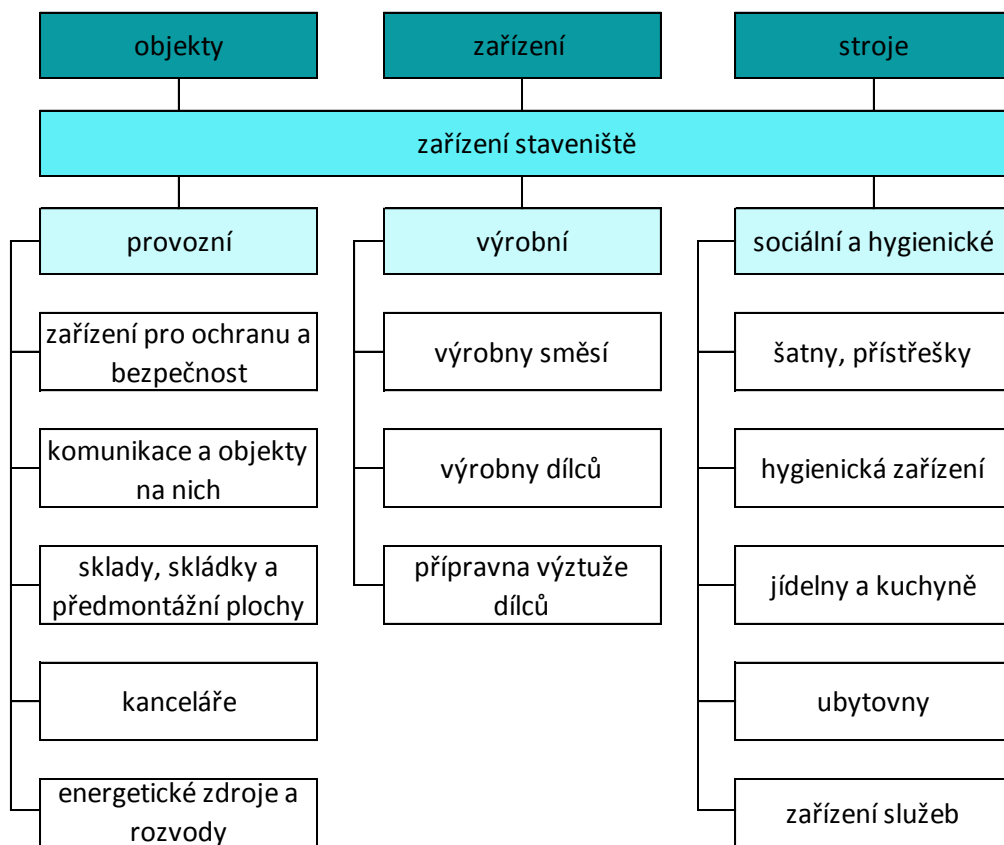 objekty
zařízení
stroje
zařízení staveniště
provozní
výrobní
sociální a hygienické
zařízení pro ochranu a
bezpečnost
výrobny směsí
šatny, přístřešky
komunikace a objekty
na nich
výrobny dílců
hygienická zařízení
sklady, skládky a
předmontážní plochy
přípravna výztuže
dílců
jídelny a kuchyně
kanceláře
ubytovny
energetické zdroje a
rozvody
zařízení služeb